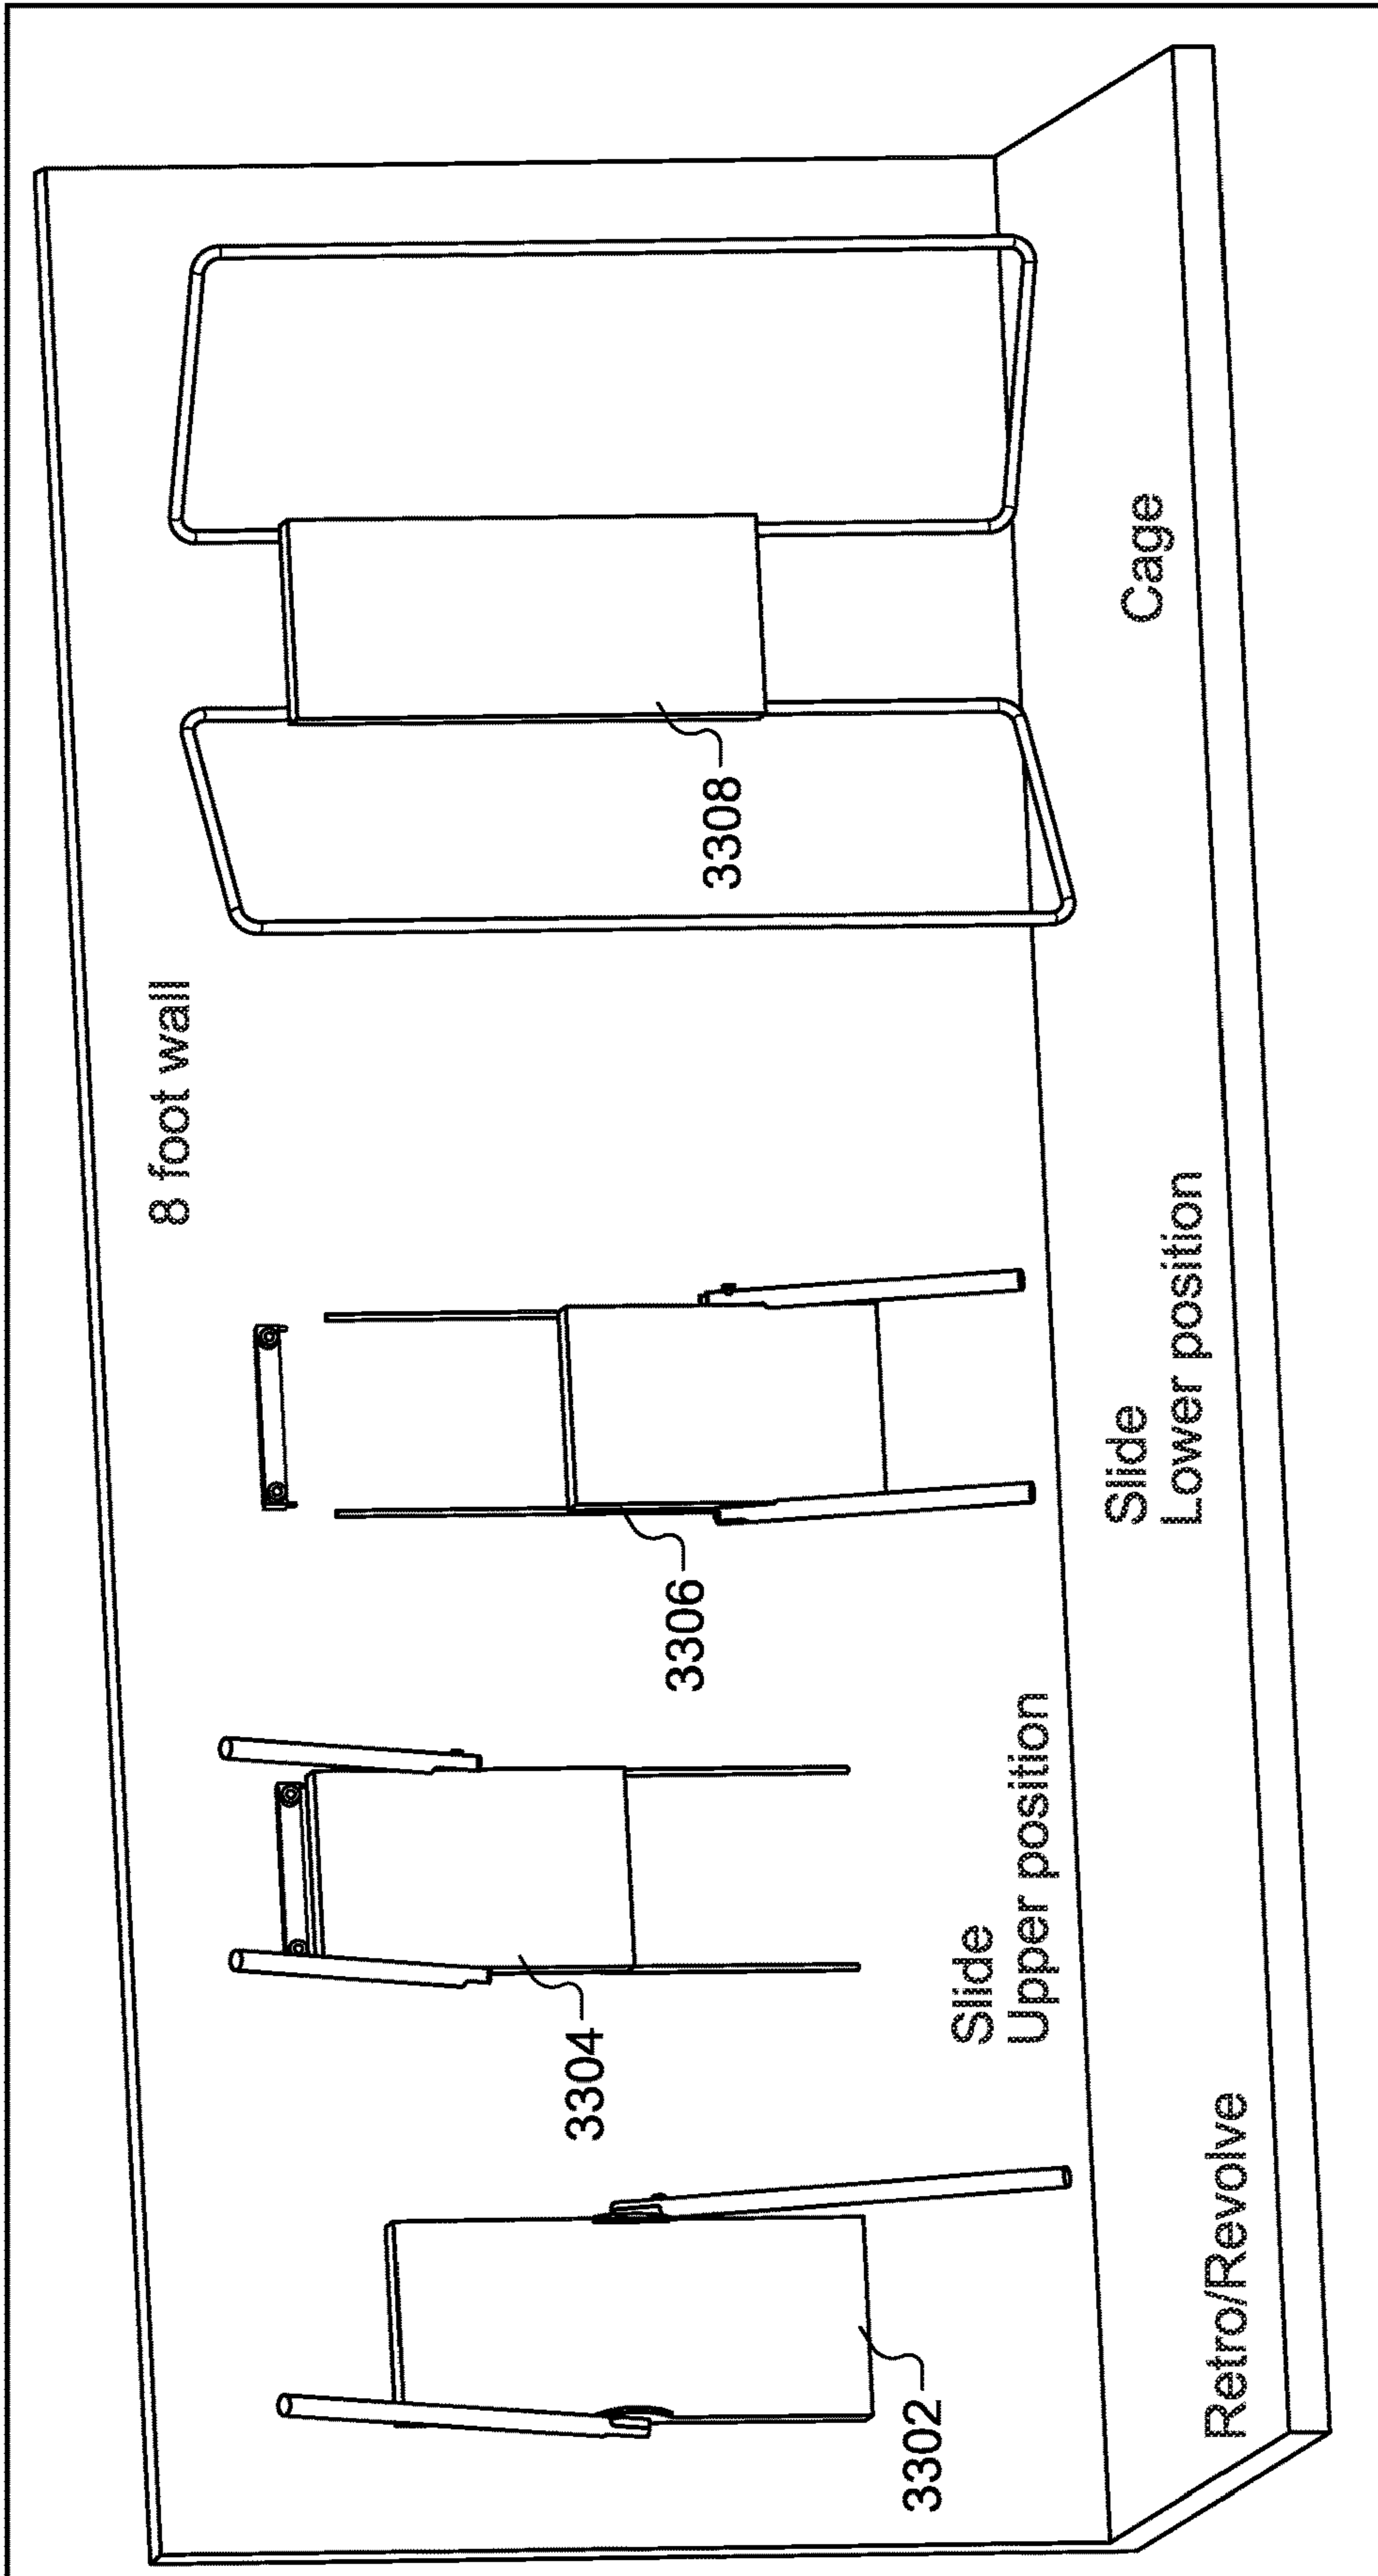 8 foot wall
3302
3304
3306
3308
Retro/Revolve
Slide
Upper position
Slide
Lower position
Cage